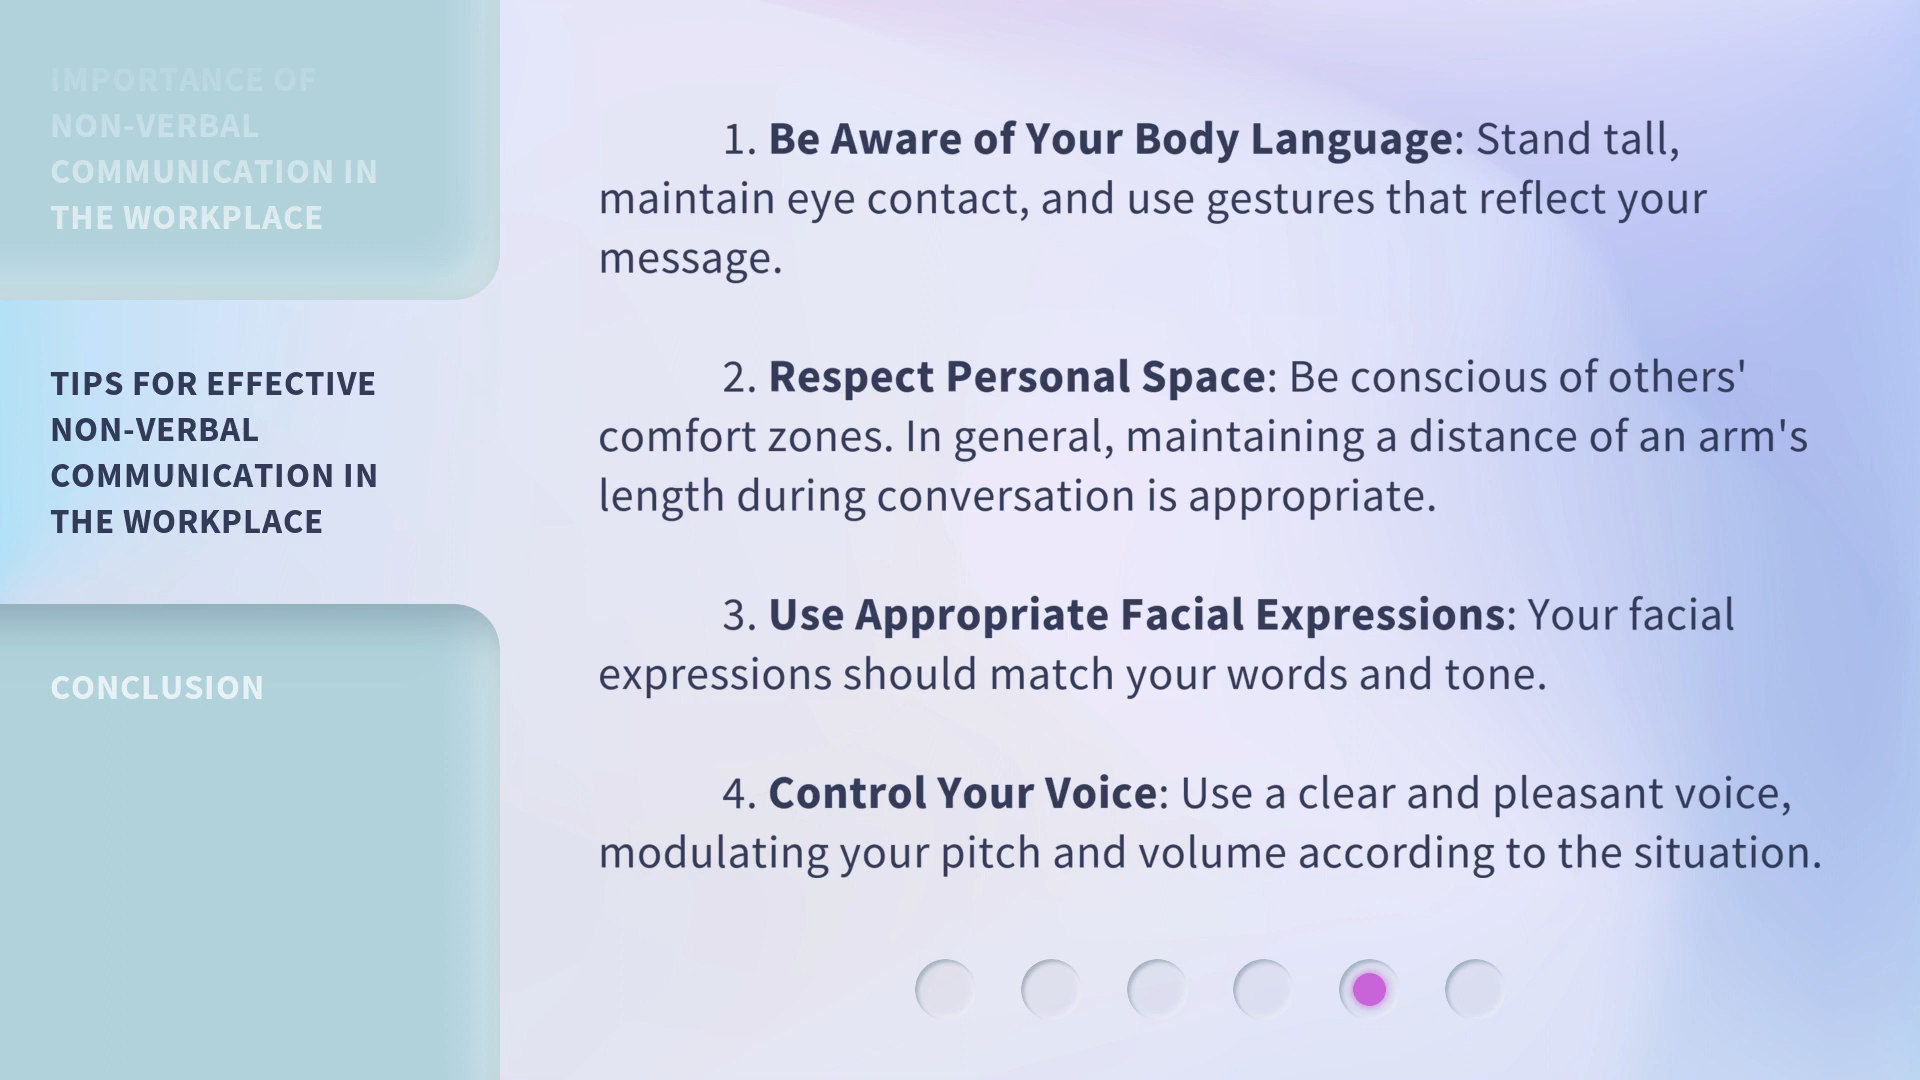 IMPORTANCE OF
NON-VERBAL
COMMUNICATION IN
THE WORKPLACE
TIPS FOR EFFECTIVE
NON-VERBAL
COMMUNICATION IN
THE WORKPLACE
CONCLUSION
1. Be Aware of Your Body Language: Stand tall,
maintain eye contact, and use gestures that reflect your
message.
2. Respect Personal Space: Be conscious of others'
comfort zones. In general, maintaining a distance of an arm's
length during conversation is appropriate.
3. Use Appropriate Facial Expressions: Your facial
expressions should match your words and tone.
4. Control Your Voice: Use a clear and pleasant voice,
modulating your pitch and volume according to the situation.